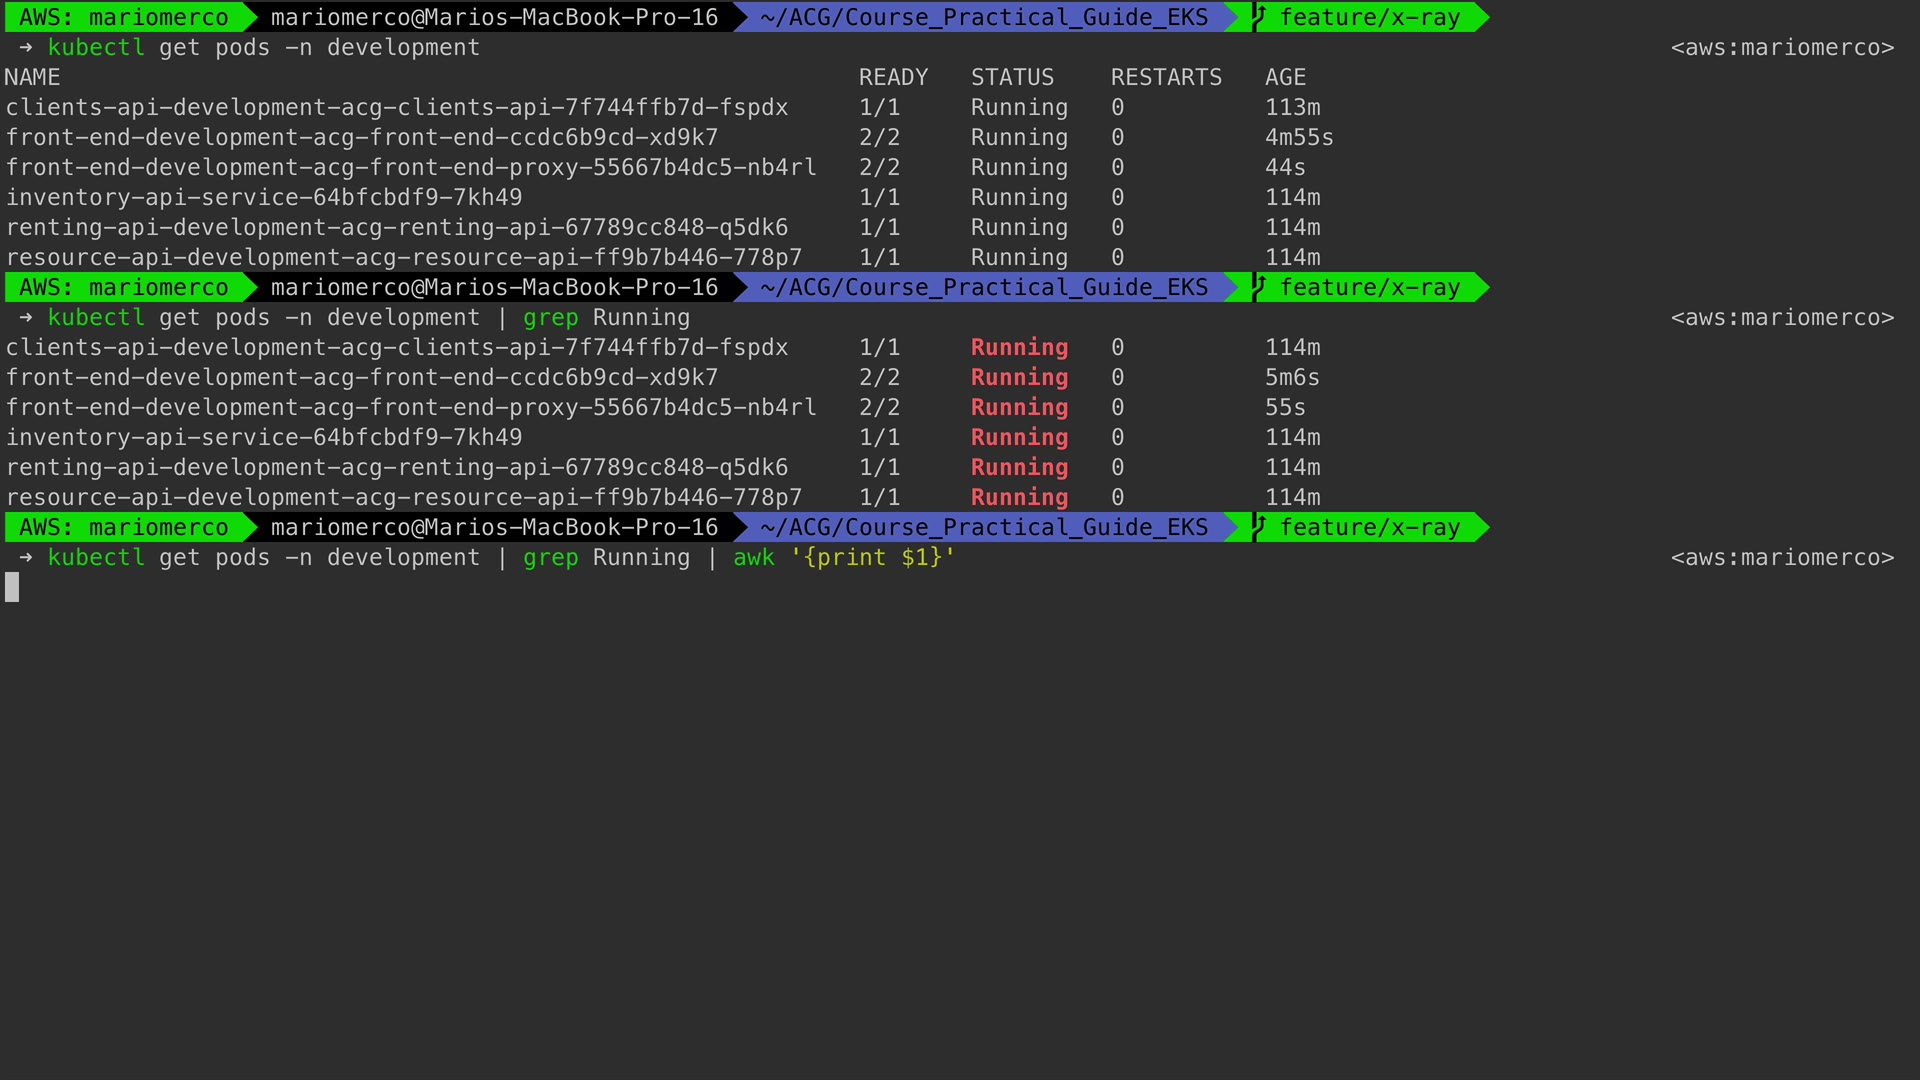 AWS: mariomerco mariomerco@Marios-MacBook-Pro-16 ~/ACG/Course_Practical_Guide_EKS feature/x-ray
➜ kubectl get pods -n development <aws:mariomerco>
NAME READY STATUS RESTARTS AGE
clients-api-development-acg-clients-api-7f744ffb7d-fspdx 1/1 Running 0 113m
front-end-development-acg-front-end-ccdc6b9cd-xd9k7 2/2 Running 0 4m55s
front-end-development-acg-front-end-proxy-55667b4dc5-nb4rl 2/2 Running 0 44s
inventory-api-service-64bfcbdf9-7kh49 1/1 Running 0 114m
renting-api-development-acg-renting-api-67789cc848-q5dk6 1/1 Running 0 114m
resource-api-development-acg-resource-api-ff9b7b446-778p7 1/1 Running 0 114m
AWS: mariomerco mariomerco@Marios-MacBook-Pro-16 ~/ACG/Course_Practical_Guide_EKS feature/x-ray
➜ kubectl get pods -n development | grep Running <aws:mariomerco>
clients-api-development-acg-clients-api-7f744ffb7d-fspdx 1/1 Running 0 114m
front-end-development-acg-front-end-ccdc6b9cd-xd9k7 2/2 Running 0 5m6s
front-end-development-acg-front-end-proxy-55667b4dc5-nb4rl 2/2 Running 0 55s
inventory-api-service-64bfcbdf9-7kh49 1/1 Running 0 114m
renting-api-development-acg-renting-api-67789cc848-q5dk6 1/1 Running 0 114m
resource-api-development-acg-resource-api-ff9b7b446-778p7 1/1 Running 0 114m
AWS: mariomerco mariomerco@Marios-MacBook-Pro-16 ~/ACG/Course_Practical_Guide_EKS feature/x-ray
➜ kubectl get pods -n development | grep Running | awk '{print $1}' <aws:mariomerco>